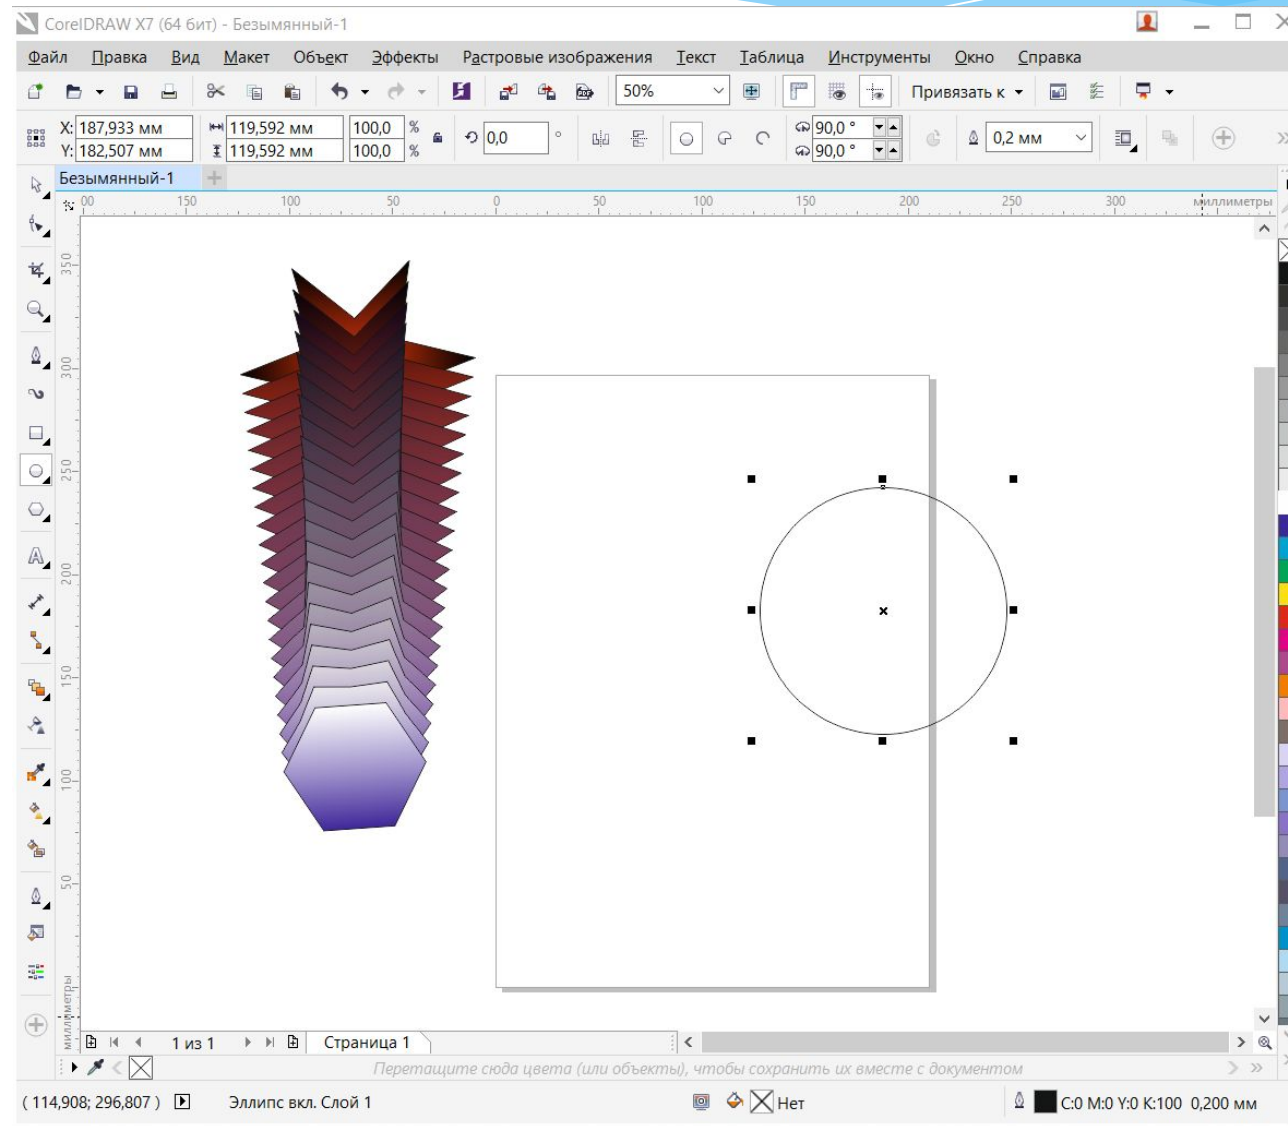 CorelDRAW X7 (64 бит) - Безымянный-1
Файл Правка Вид Макет Объект Эффекты Растровые изображения Текст Таблица Инструменты Окно Справка
50% Привязать к
X: 187,933 мм 119,592 мм 100,0 % 0,0 ° 90,0 ° 0,2 мм
Y: 182,507 мм 119,592 мм 100,0 % 90,0 °
Безымянный-1
00 150 100 50 0 50 100 150 200 250 300 миллиметры
350
300
250
200
150
100
50
миллиметры
1 из 1 Страница 1
Перетащите сюда цвета (или объекты), чтобы сохранить их вместе с документом
( 114,908; 296,807 ) Эллипс вкл. Слой 1 Нет C:0 M:0 Y:0 K:100 0,200 мм